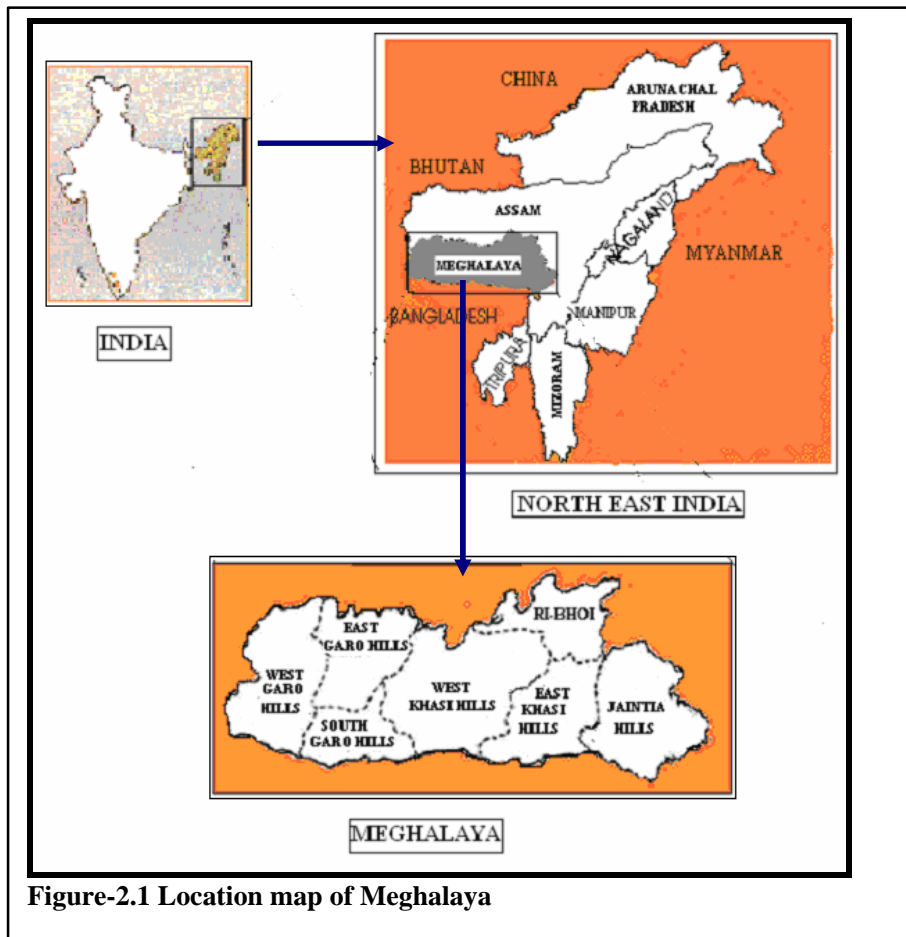 CHINA
ARUNACHAL
PRADESH
BHUTAN
ASSAM
NAGALAND
MEGHALAYA
MYANMAR
BANGLADESH
MANIPUR
TRIPURA
MIZORAM
INDIA
NORTH EAST INDIA
RI-BHOI
EAST
GARO HILLS
WEST
GARO
HILLS
WEST
KHASI HILLS
EAST
KHASI
HILLS
JAINTIA
HILLS
SOUTH
GARO HILLS
MEGHALAYA
Figure-2.1 Location map of Meghalaya